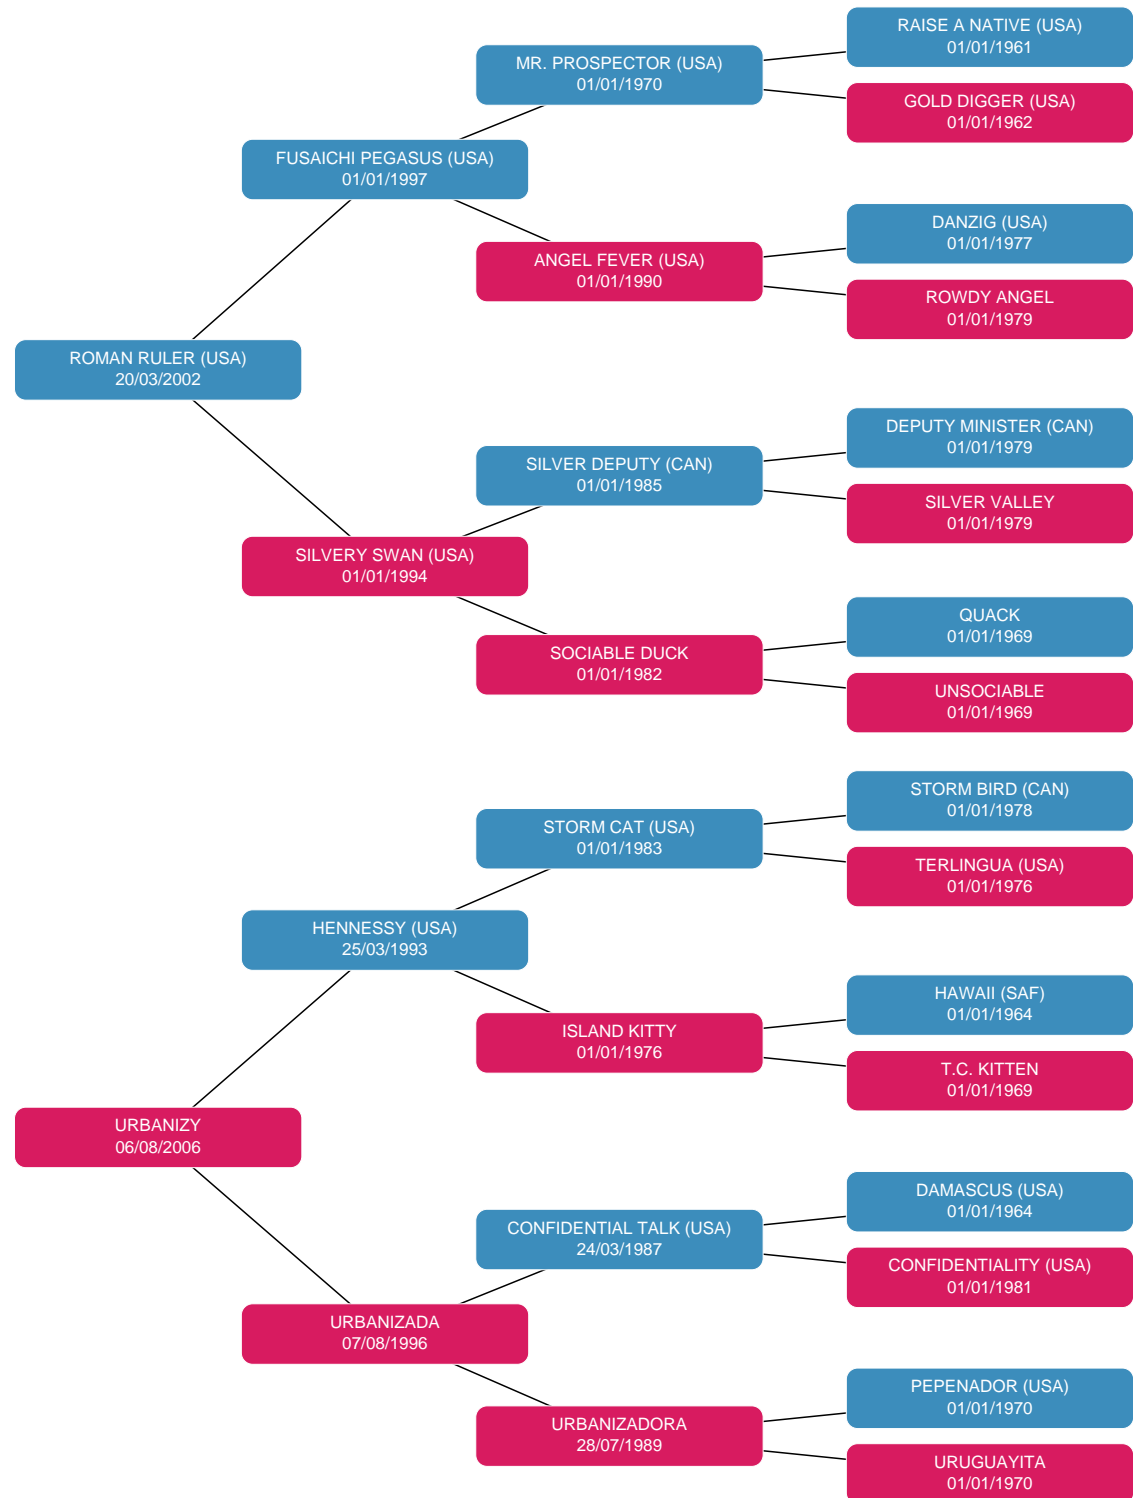 RAISE A NATIVE (USA)
01/01/1961
MR. PROSPECTOR (USA)
01/01/1970
GOLD DIGGER (USA)
01/01/1962
FUSAICHI PEGASUS (USA)
01/01/1997
DANZIG (USA)
01/01/1977
ANGEL FEVER (USA)
01/01/1990
ROWDY ANGEL
01/01/1979
ROMAN RULER (USA)
20/03/2002
DEPUTY MINISTER (CAN)
01/01/1979
SILVER DEPUTY (CAN)
01/01/1985
SILVER VALLEY
01/01/1979
SILVERY SWAN (USA)
01/01/1994
QUACK
01/01/1969
SOCIABLE DUCK
01/01/1982
UNSOCIABLE
01/01/1969
STORM BIRD (CAN)
01/01/1978
STORM CAT (USA)
01/01/1983
TERLINGUA (USA)
01/01/1976
HENNESSY (USA)
25/03/1993
HAWAII (SAF)
01/01/1964
ISLAND KITTY
01/01/1976
T.C. KITTEN
01/01/1969
URBANIZY
06/08/2006
DAMASCUS (USA)
01/01/1964
CONFIDENTIAL TALK (USA)
24/03/1987
CONFIDENTIALITY (USA)
01/01/1981
URBANIZADA
07/08/1996
PEPENADOR (USA)
01/01/1970
URBANIZADORA
28/07/1989
URUGUAYITA
01/01/1970